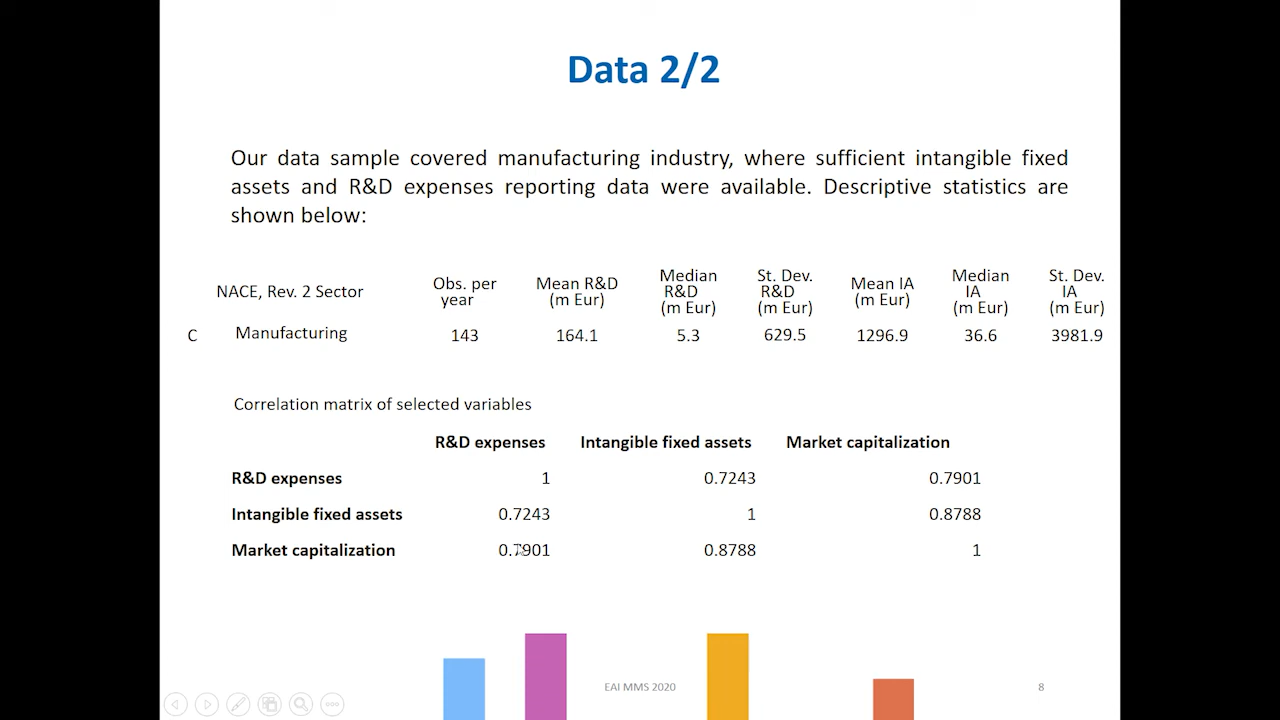 Data 2/2
Our data sample covered manufacturing industry, where sufficient intangible fixed
assets and R&D expenses reporting data were available. Descriptive statistics are
shown below:
NACE, Rev. 2 Sector Obs. per year Mean R&D (m Eur) Median R&D (m Eur) St. Dev. R&D (m Eur) Mean IA (m Eur) Median IA (m Eur) St. Dev. IA (m Eur)
C Manufacturing 143 164.1 5.3 629.5 1296.9 36.6 3981.9
Correlation matrix of selected variables
R&D expenses Intangible fixed assets Market capitalization
R&D expenses 1 0.7243 0.7901
Intangible fixed assets 0.7243 1 0.8788
Market capitalization 0.7901 0.8788 1
EAI MMS 2020 8